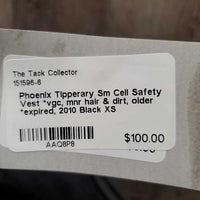 The Tack Collector
151596-6
Phoenix Tipperary Sm Cell Safety
Vest *vgc, mnr hair & dirt, older
*expired, 2010 Black XS
$100.00
AAQ8P8